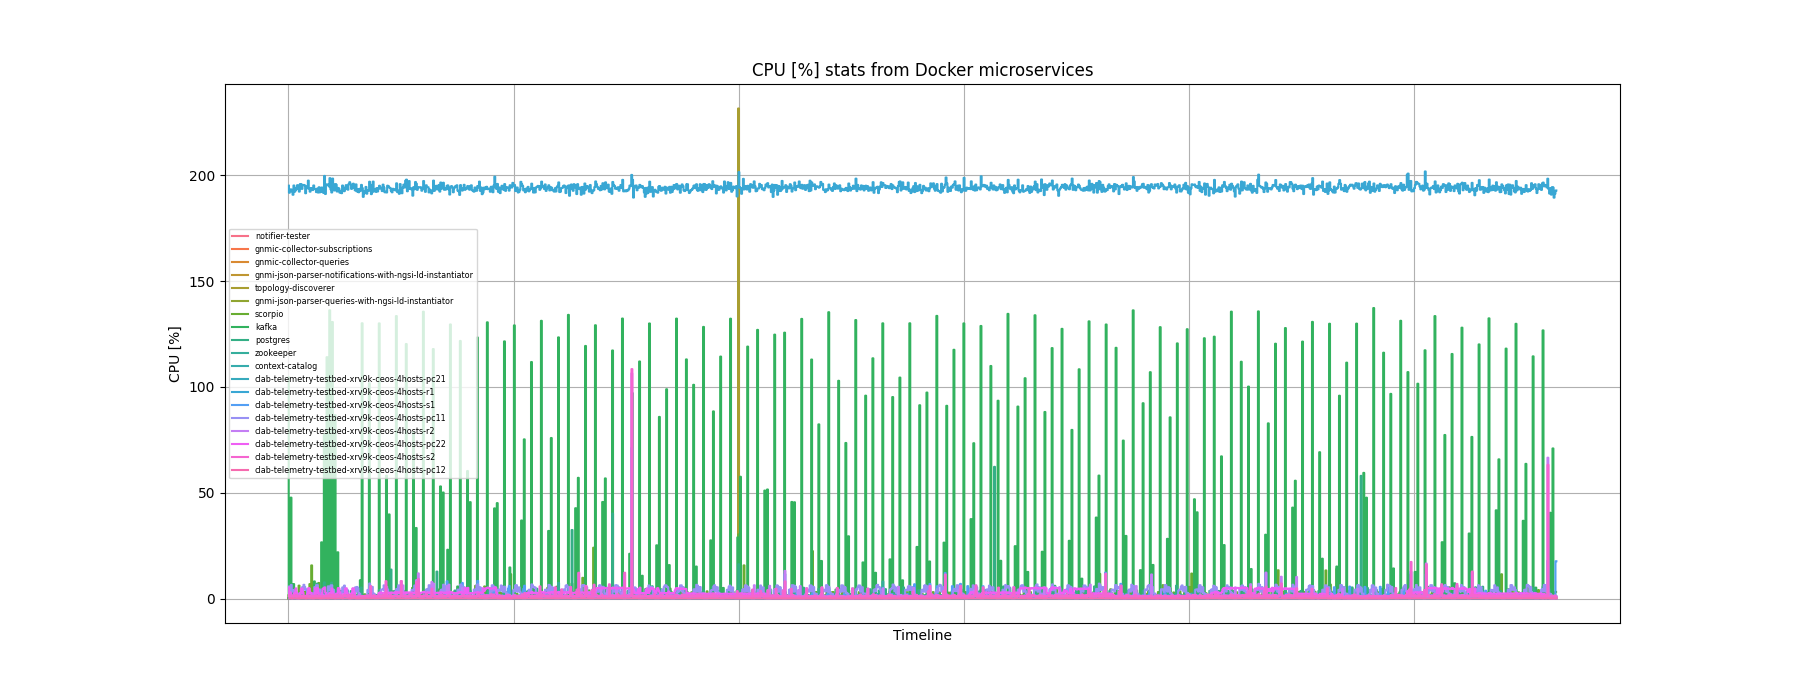 CPU [%] stats from Docker microservices
CPU [%]
200
150
100
50
0
notifier-tester
gnmic-collector-subscriptions
gnmic-collector-queries
gnmi-json-parser-notifications-with-ngsi-ld-instantiator
topology-discoverer
gnmi-json-parser-queries-with-ngsi-ld-instantiator
scorpio
kafka
postgres
zookeeper
context-catalog
clab-telemetry-testbed-xrv9k-ceos-4hosts-pc21
clab-telemetry-testbed-xrv9k-ceos-4hosts-r1
clab-telemetry-testbed-xrv9k-ceos-4hosts-s1
clab-telemetry-testbed-xrv9k-ceos-4hosts-pc11
clab-telemetry-testbed-xrv9k-ceos-4hosts-r2
clab-telemetry-testbed-xrv9k-ceos-4hosts-pc22
clab-telemetry-testbed-xrv9k-ceos-4hosts-s2
clab-telemetry-testbed-xrv9k-ceos-4hosts-pc12
Timeline